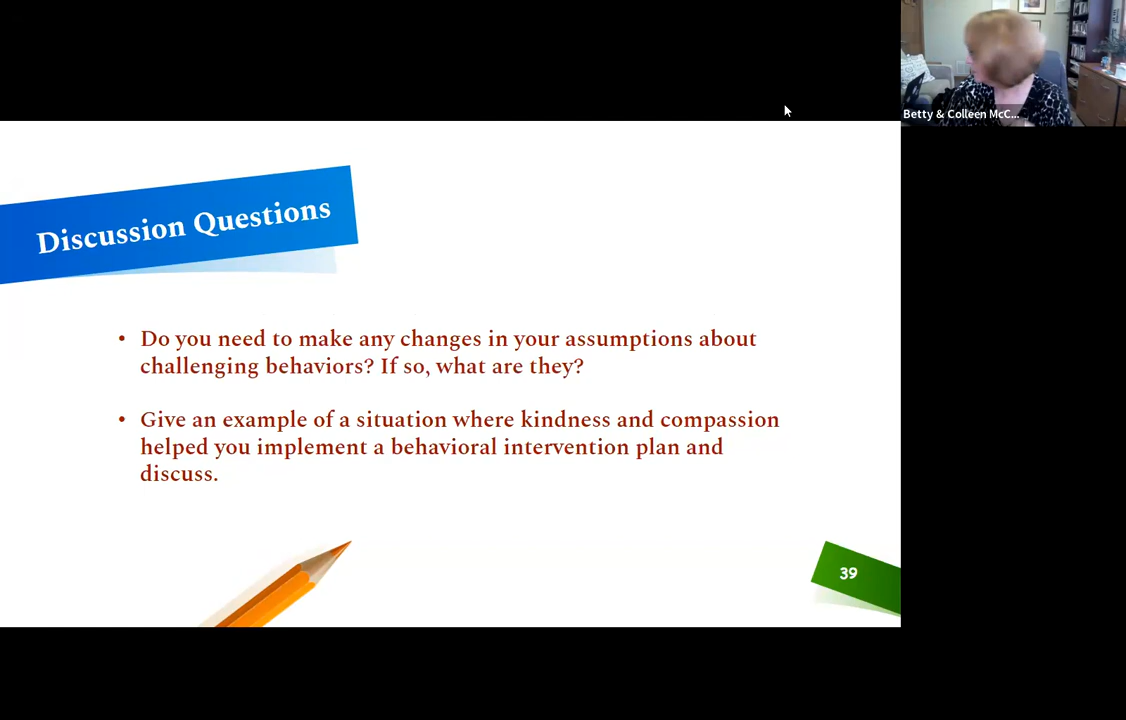 Betty & Colleen McC...
Discussion Questions
• Do you need to make any changes in your assumptions about
challenging behaviors? If so, what are they?
• Give an example of a situation where kindness and compassion
helped you implement a behavioral intervention plan and
discuss.
39